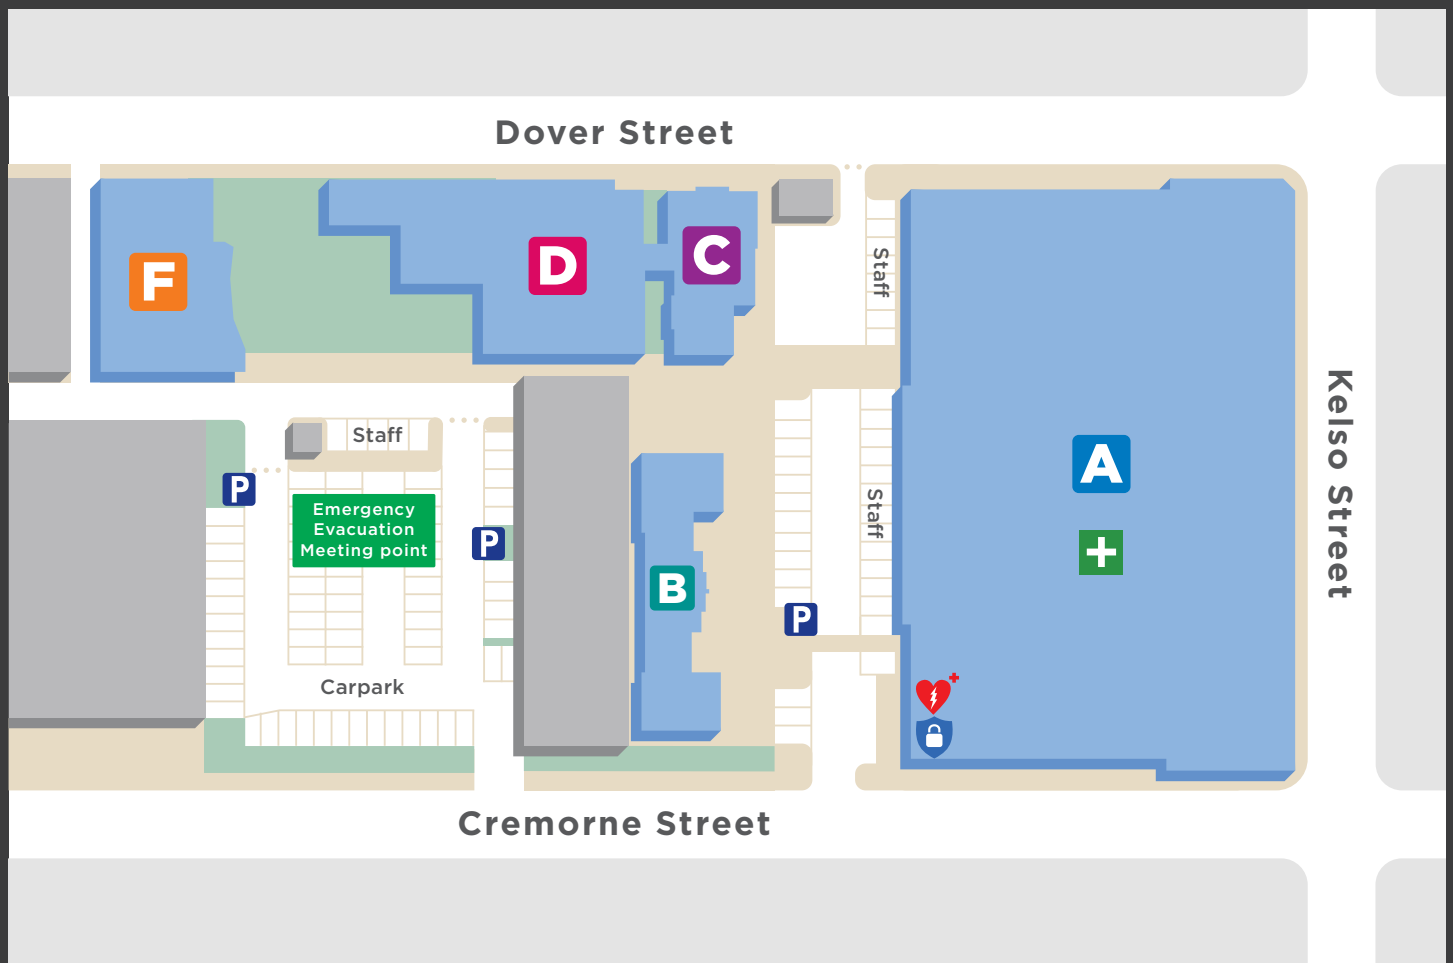 Dover Street
F
D
C
Staff
A
Kelso Street
Staff
P
Emergency
Evacuation
Meeting point
P
Staff
B
P
Carpark
Cremorne Street